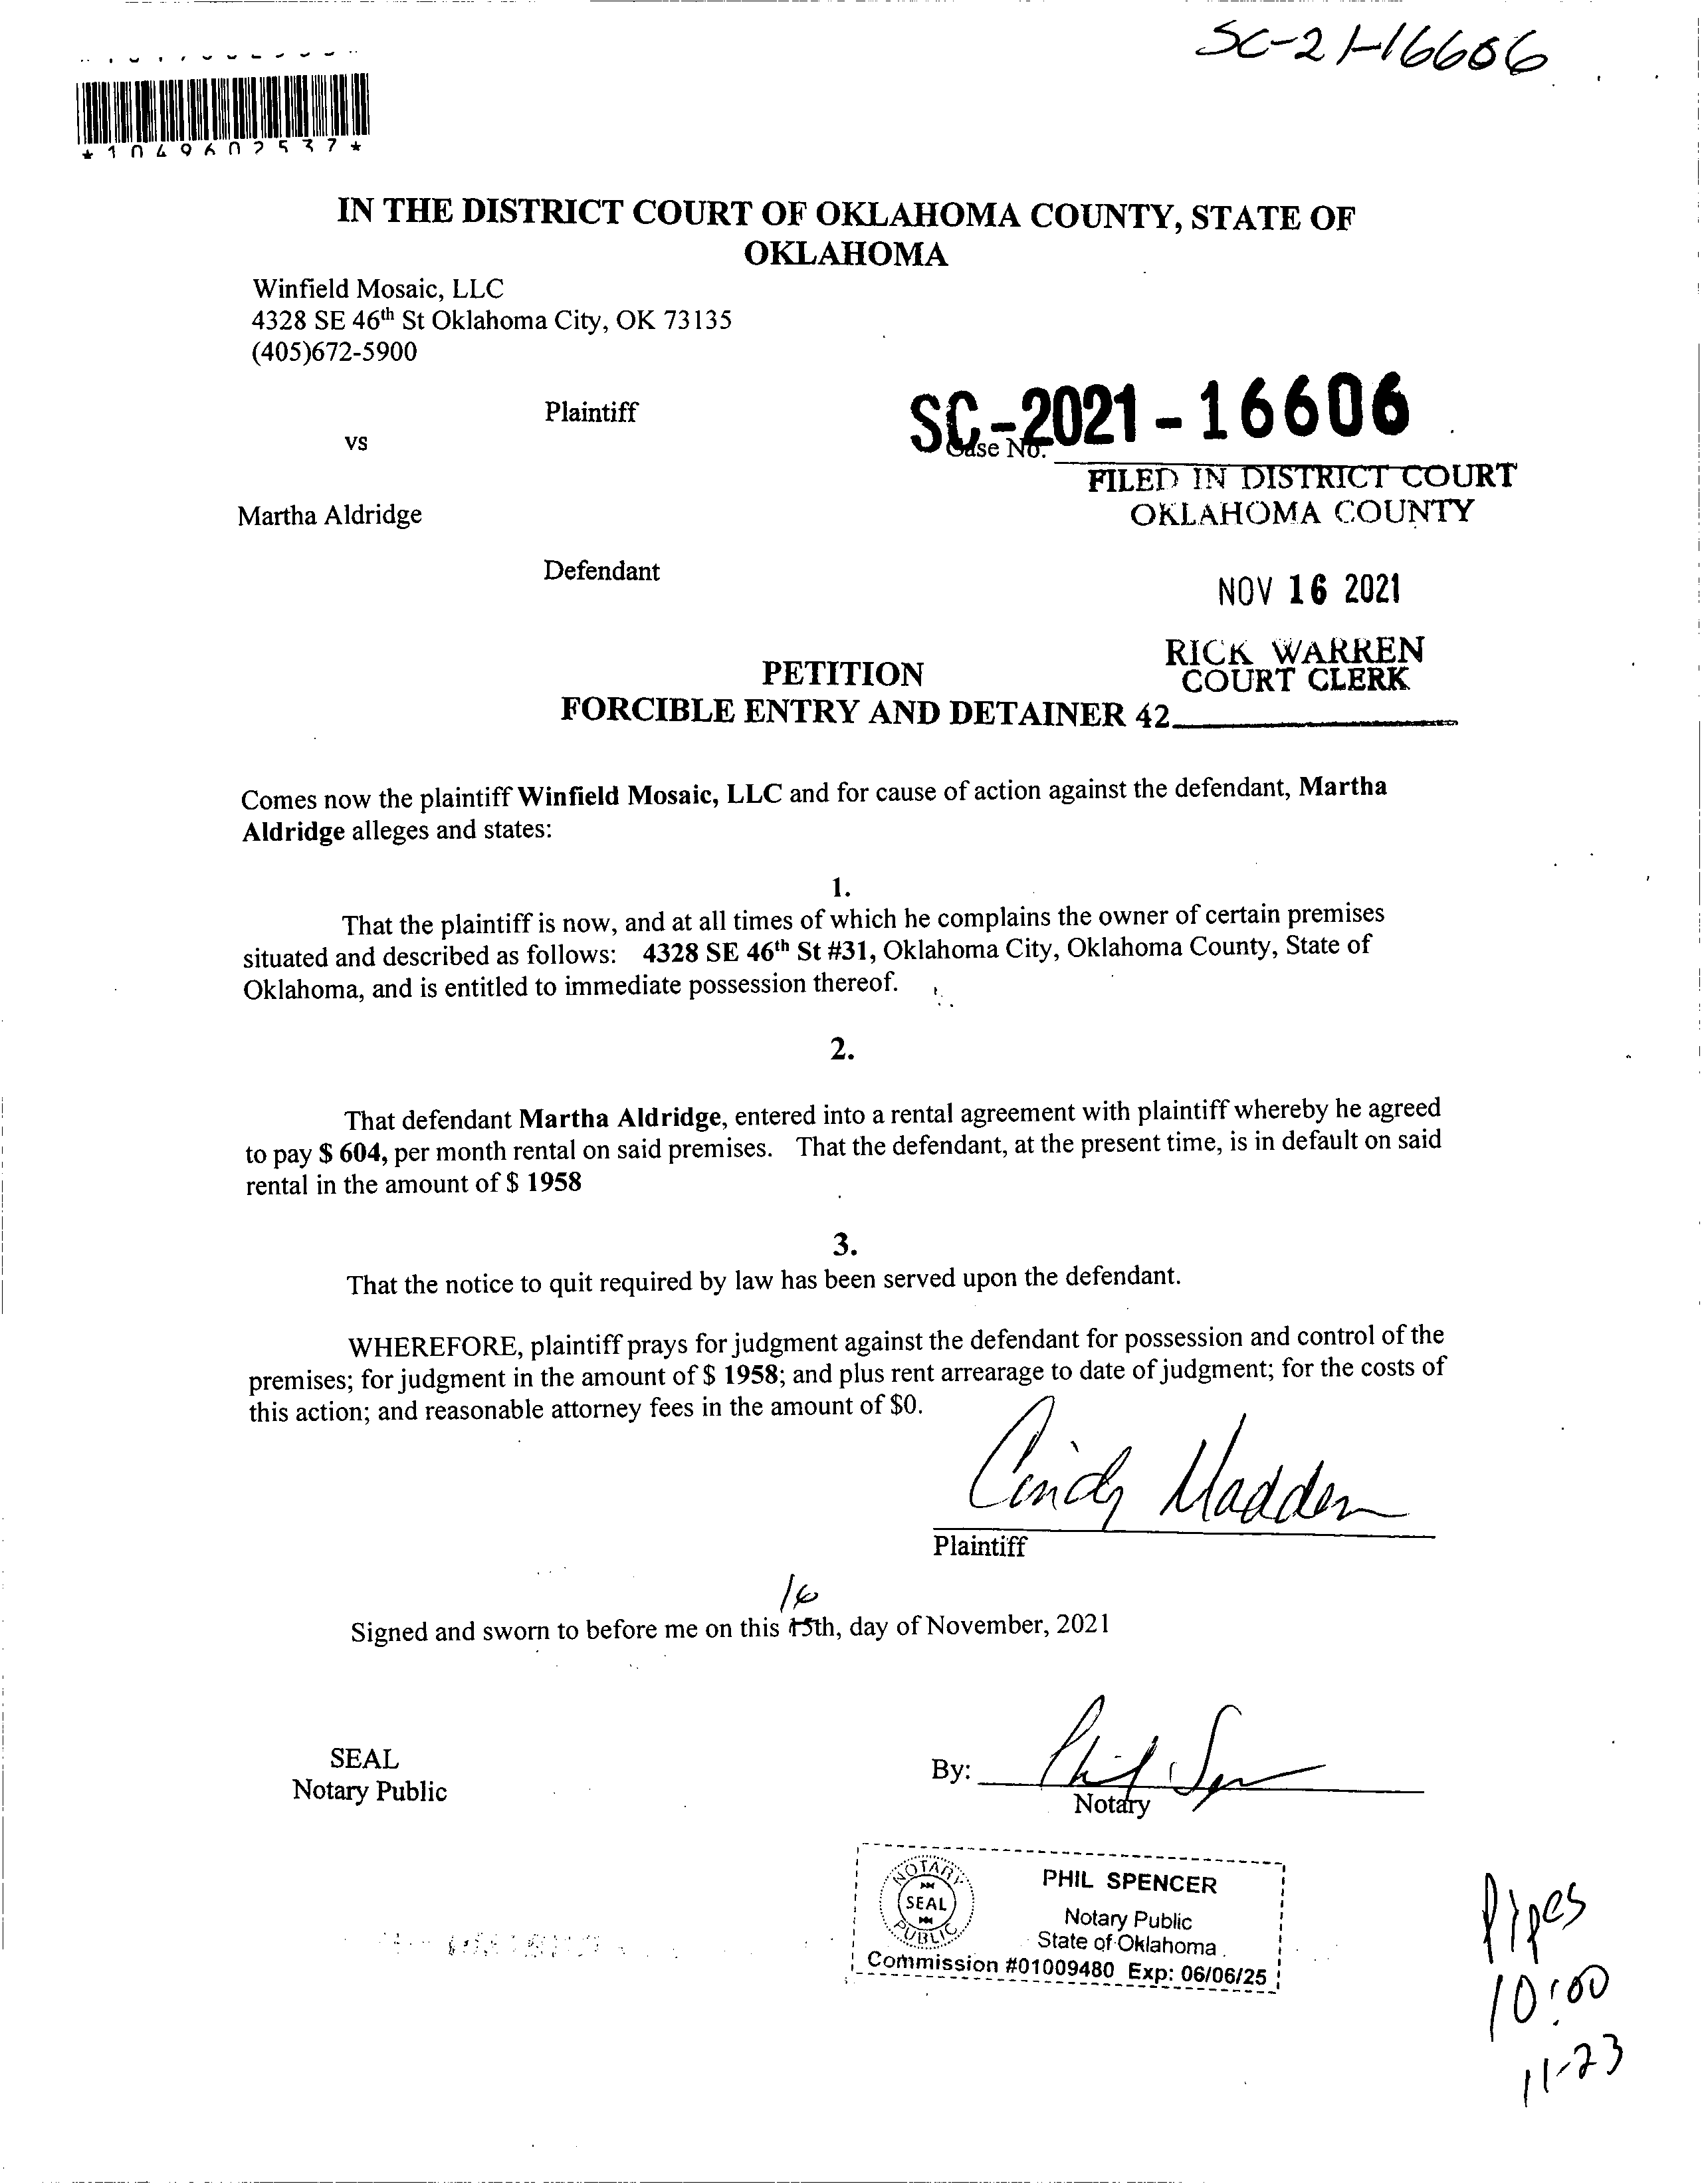 SC-21-16606
*1049602537*
IN THE DISTRICT COURT OF OKLAHOMA COUNTY, STATE OF
OKLAHOMA
Winfield Mosaic, LLC
4328 SE 46th St Oklahoma City, OK 73135
(405)672-5900
Plaintiff
vs
SC-2021-16606
Case No.
FILED IN DISTRICT COURT
OKLAHOMA COUNTY
Martha Aldridge
Defendant
NOV 16 2021
RICK WARREN
COURT CLERK
PETITION
FORCIBLE ENTRY AND DETAINER 42
Comes now the plaintiff Winfield Mosaic, LLC and for cause of action against the defendant, Martha
Aldridge alleges and states:
1.
That the plaintiff is now, and at all times of which he complains the owner of certain premises
situated and described as follows: 4328 SE 46th St #31, Oklahoma City, Oklahoma County, State of
Oklahoma, and is entitled to immediate possession thereof.
2.
That defendant Martha Aldridge, entered into a rental agreement with plaintiff whereby he agreed
to pay $ 604, per month rental on said premises. That the defendant, at the present time, is in default on said
rental in the amount of $ 1958
3.
That the notice to quit required by law has been served upon the defendant.
WHEREFORE, plaintiff prays for judgment against the defendant for possession and control of the
premises; for judgment in the amount of $ 1958; and plus rent arrearage to date of judgment; for the costs of
this action; and reasonable attorney fees in the amount of $0.
Cindy Madden
Plaintiff
16
Signed and sworn to before me on this 15th, day of November, 2021
SEAL
Notary Public
By: Phil Spencer
Notary
NOTARY
SEAL
PUBLIC
PHIL SPENCER
Notary Public
State of Oklahoma
Commission #01009480 Exp: 06/06/25
Pipes
10:00
11-23